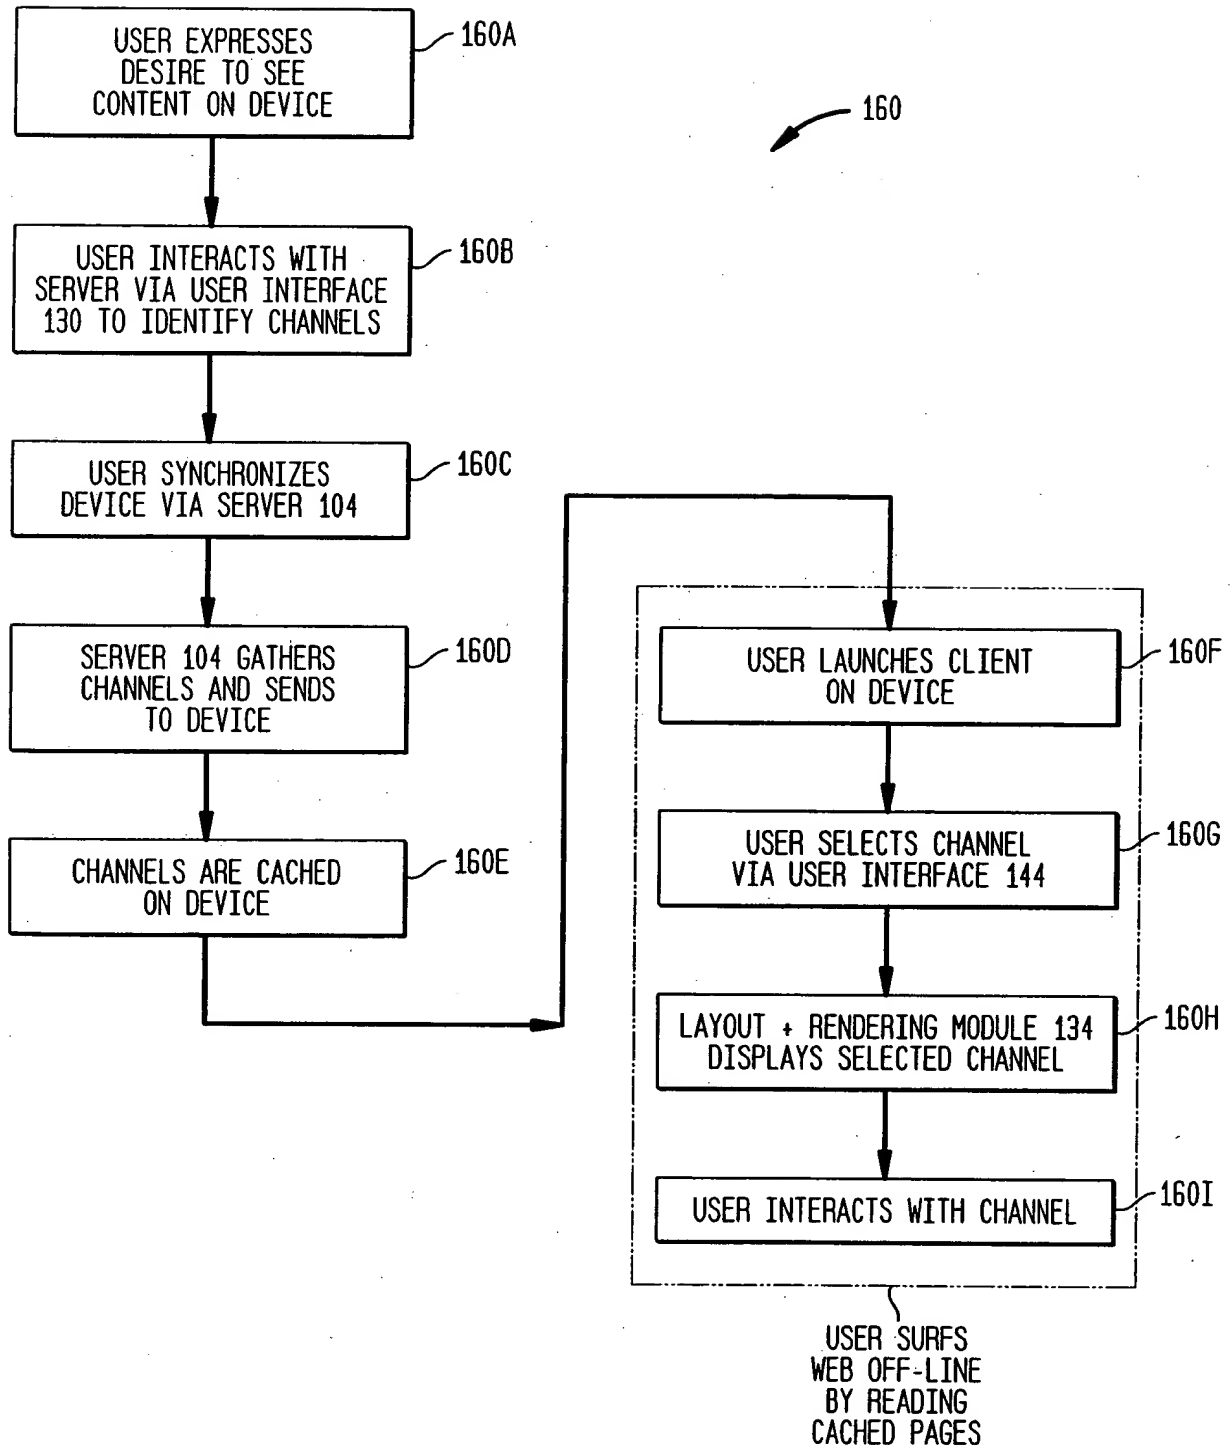 USER EXPRESSES
DESIRE TO SEE
CONTENT ON DEVICE
160A
160
USER INTERACTS WITH
SERVER VIA USER INTERFACE
130 TO IDENTIFY CHANNELS
160B
USER SYNCHRONIZES
DEVICE VIA SERVER 104
160C
SERVER 104 GATHERS
CHANNELS AND SENDS
TO DEVICE
160D
CHANNELS ARE CACHED
ON DEVICE
160E
USER LAUNCHES CLIENT
ON DEVICE
160F
USER SELECTS CHANNEL
VIA USER INTERFACE 144
160G
LAYOUT + RENDERING MODULE 134
DISPLAYS SELECTED CHANNEL
160H
USER INTERACTS WITH CHANNEL
160I
USER SURFS
WEB OFF-LINE
BY READING
CACHED PAGES